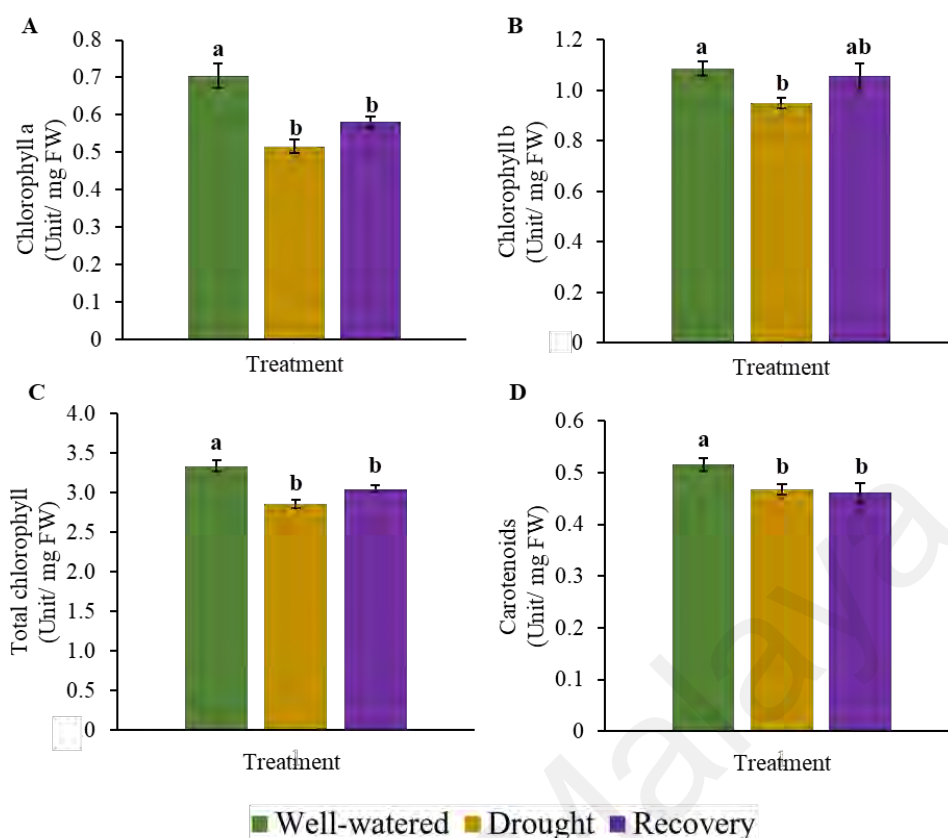 A
0.8
0.7
0.6
0.5
0.4
0.3
0.2
0.1
0
Chlorophyll a
(Unit/ mg FW)
a
b
b
Treatment
B
1.2
1.0
0.8
0.6
0.4
0.2
0
Chlorophyll b
(Unit/ mg FW)
a
b
ab
Treatment
C
4.0
3.5
3.0
2.5
2.0
1.5
1.0
0.5
0
Total chlorophyll
(Unit/ mg FW)
a
b
b
Treatment
D
0.6
0.5
0.4
0.3
0.2
0.1
0
Carotenoids
(Unit/ mg FW)
a
b
b
Treatment
Well-watered Drought Recovery
Malaya